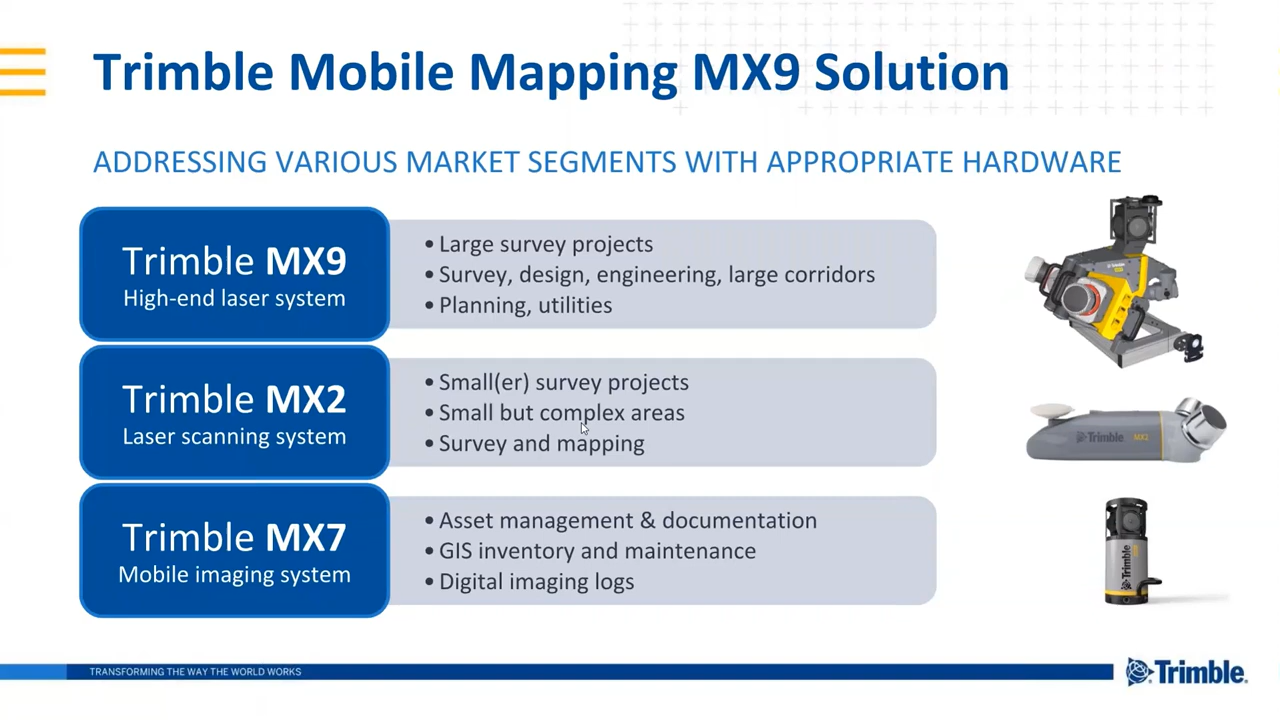 Trimble Mobile Mapping MX9 Solution
ADDRESSING VARIOUS MARKET SEGMENTS WITH APPROPRIATE HARDWARE
Trimble MX9
High-end laser system
• Large survey projects
• Survey, design, engineering, large corridors
• Planning, utilities
Trimble MX2
Laser scanning system
• Small(er) survey projects
• Small but complex areas
• Survey and mapping
Trimble MX2
Trimble MX7
Mobile imaging system
• Asset management & documentation
• GIS inventory and maintenance
• Digital imaging logs
Trimble
TRANSFORMING THE WAY THE WORLD WORKS
Trimble